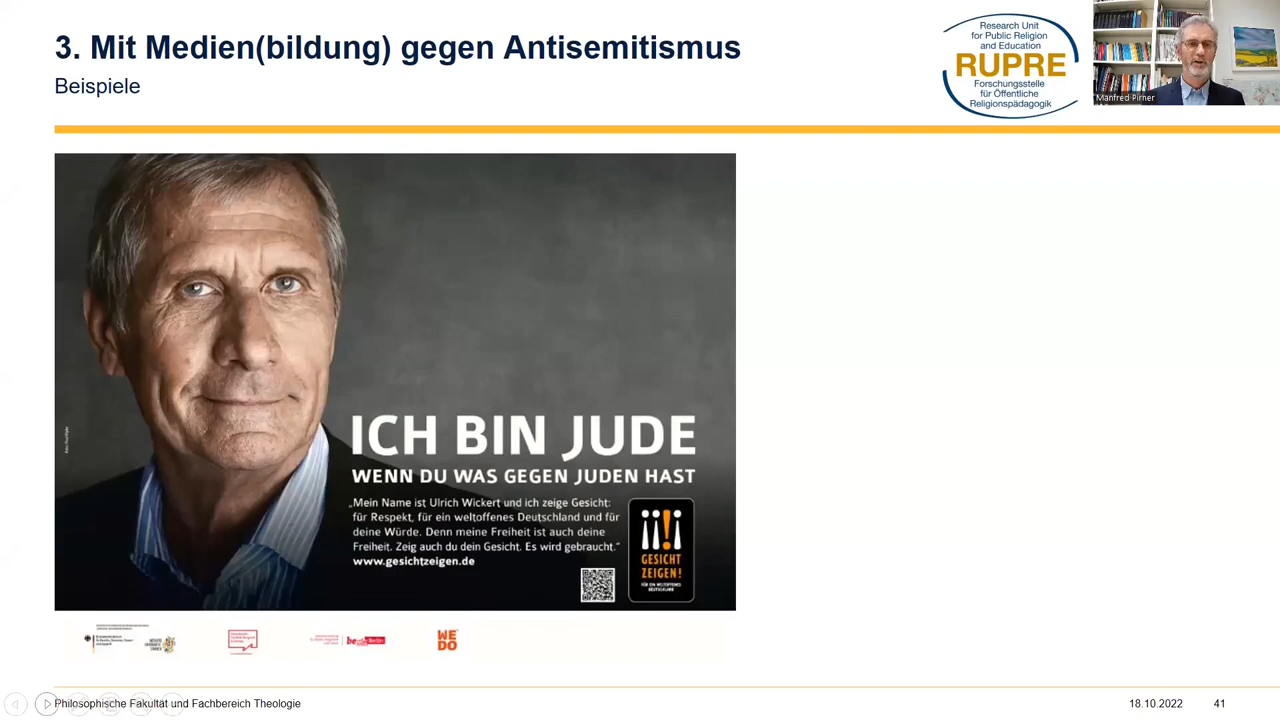 3. Mit Medien(bildung) gegen Antisemitismus
Beispiele
Research Unit
for Public Religion
and Education
RUPRE
Forschungsstelle
für Öffentliche
Religionspädagogik
Manfred Pirner
ICH BIN JUDE
WENN DU WAS GEGEN JUDEN HAST
„Mein Name ist Ulrich Wickert und ich zeige Gesicht:
für Respekt, für ein weltoffenes Deutschland und für
deine Würde. Denn meine Freiheit ist auch deine
Freiheit. Zeig auch du dein Gesicht. Es wird gebraucht.“
www.gesichtzeigen.de
GESICHT
ZEIGEN!
FÜR EIN WELTOFFENES
DEUTSCHLAND
WE
DO
Philosophische Fakultät und Fachbereich Theologie
18.10.2022
41